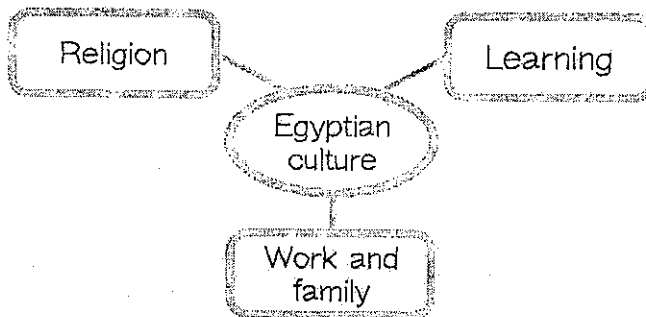 Religion
Learning
Egyptian
culture
Work and
family